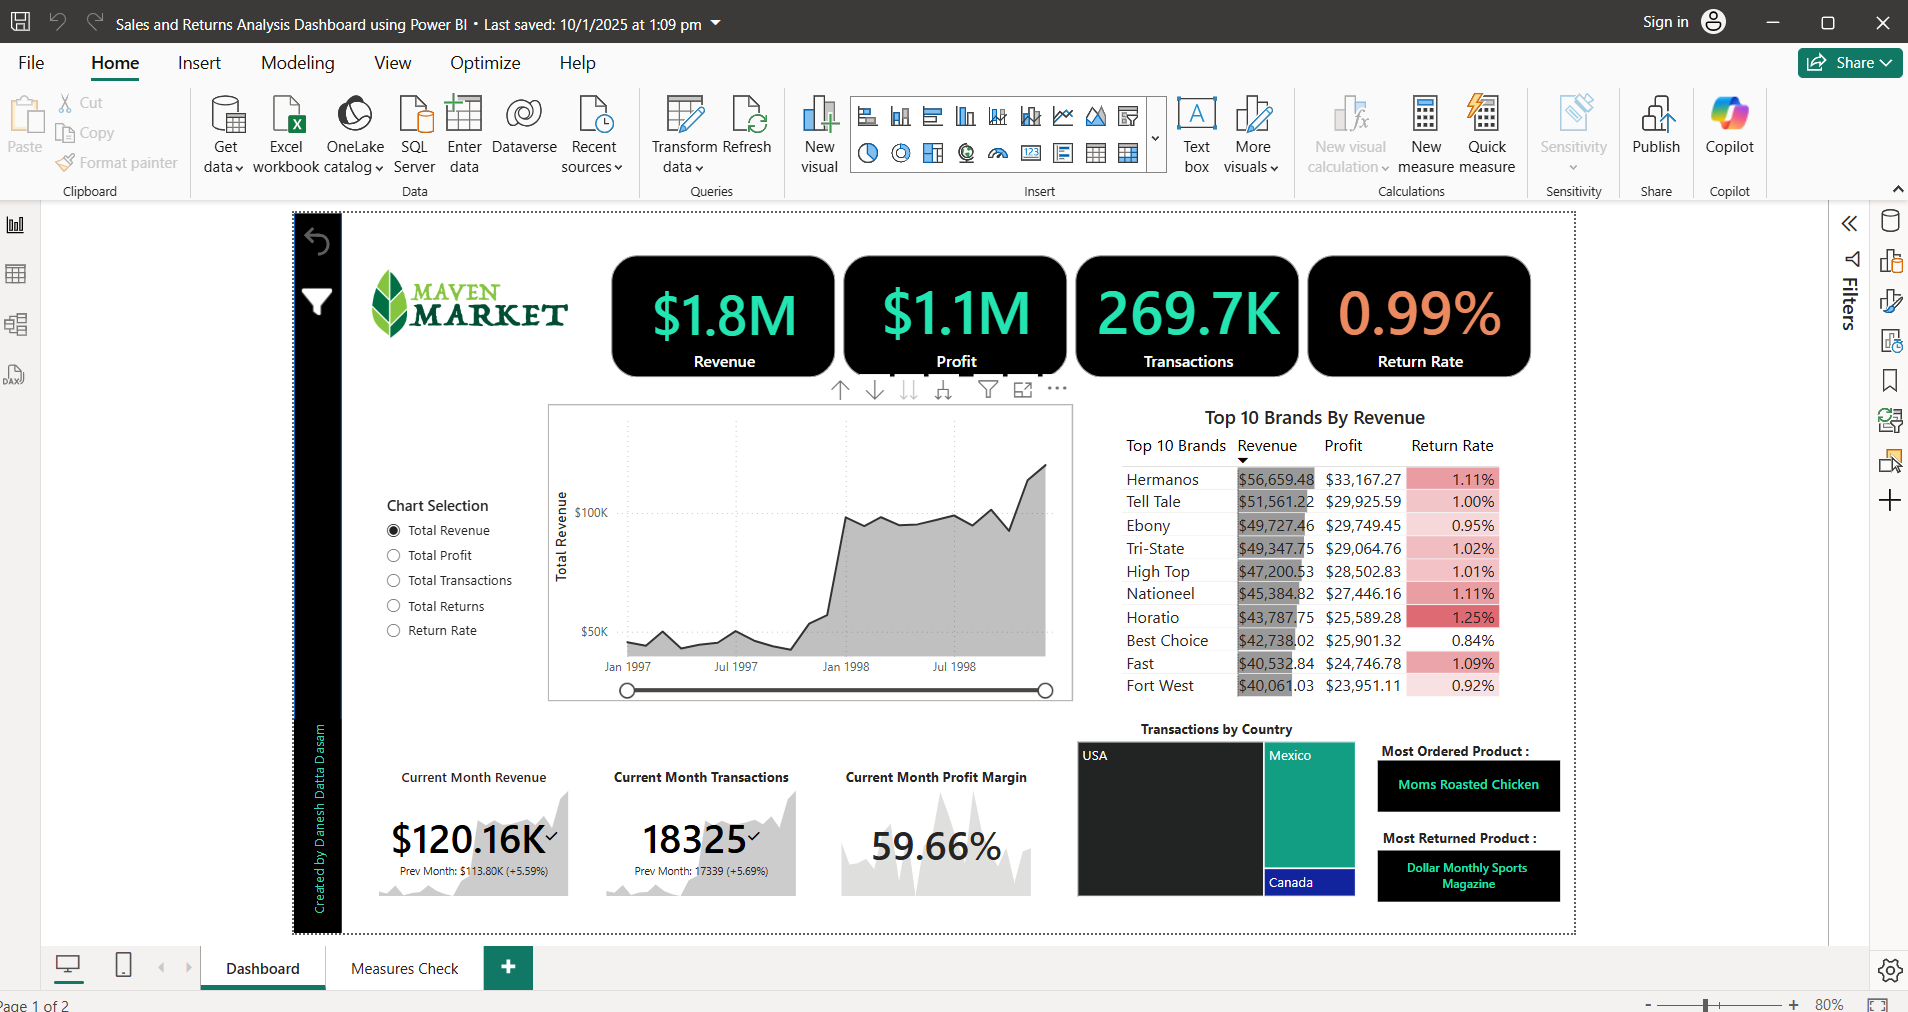 Sales and Returns Analysis Dashboard using Power BI • Last saved: 10/1/2025 at 1:09 pm
Sign in
File Home Insert Modeling View Optimize Help
Share
Paste
Cut
Copy
Format painter
Clipboard
Get data
Excel workbook
OneLake catalog
SQL Server
Enter data
Dataverse
Recent sources
Data
Transform data
Refresh
Queries
New visual
123
Text box
More visuals
Insert
New visual calculation
New measure
Quick measure
Calculations
Sensitivity
Sensitivity
Publish
Share
Copilot
Copilot
DAX
Filters
MAVEN
MARKET
$1.8M
Revenue
$1.1M
Profit
269.7K
Transactions
0.99%
Return Rate
Chart Selection
Total Revenue
Total Profit
Total Transactions
Total Returns
Return Rate
Total Revenue
$100K
$50K
Jan 1997 Jul 1997 Jan 1998 Jul 1998
Top 10 Brands By Revenue
Top 10 Brands Revenue Profit Return Rate
Hermanos $56,659.48 $33,167.27 1.11%
Tell Tale $51,561.22 $29,925.59 1.00%
Ebony $49,727.46 $29,749.45 0.95%
Tri-State $49,347.75 $29,064.76 1.02%
High Top $47,200.53 $28,502.83 1.01%
Nationeel $45,384.82 $27,446.16 1.11%
Horatio $43,787.75 $25,589.28 1.25%
Best Choice $42,738.02 $25,901.32 0.84%
Fast $40,532.84 $24,746.78 1.09%
Fort West $40,061.03 $23,951.11 0.92%
Created by Danesh Datta Dasam
Current Month Revenue
$120.16K
Prev Month: $113.80K (+5.59%)
Current Month Transactions
18325
Prev Month: 17339 (+5.69%)
Current Month Profit Margin
59.66%
Transactions by Country
USA
Mexico
Canada
Most Ordered Product :
Moms Roasted Chicken
Most Returned Product :
Dollar Monthly Sports
Magazine
Dashboard
Measures Check
+
Page 1 of 2
- + 80%